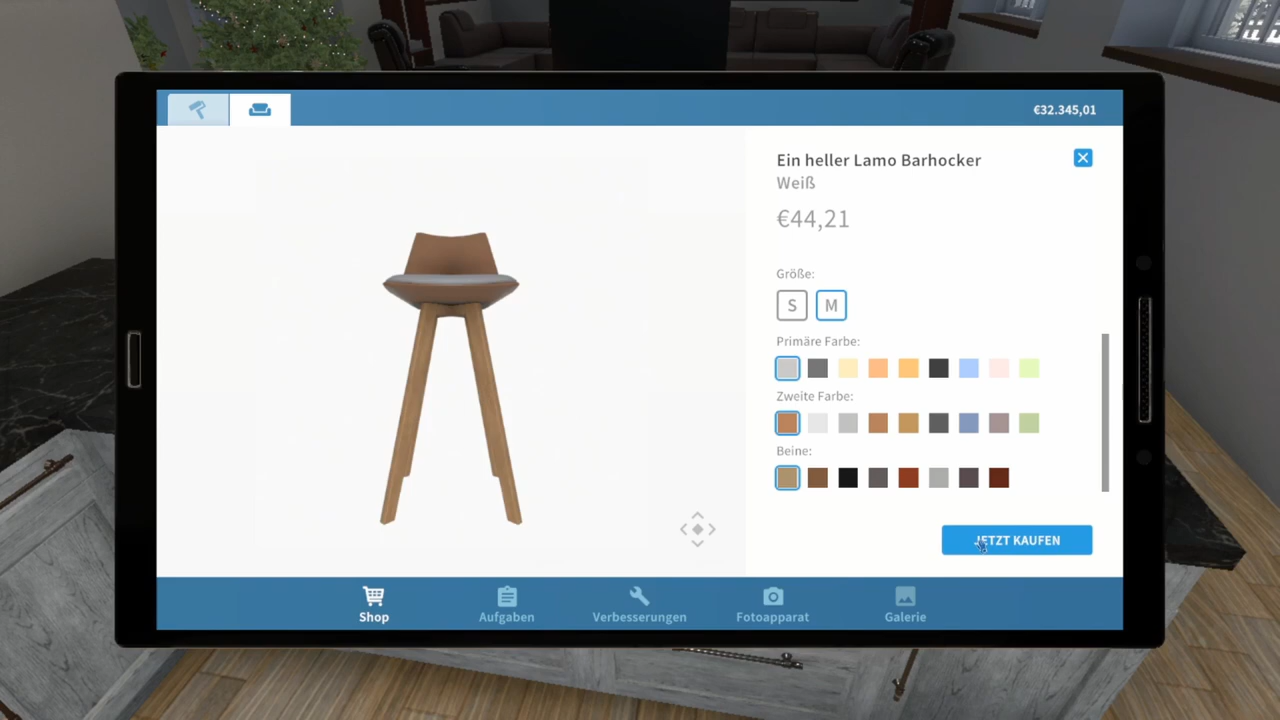 €32.345,01
Ein heller Lamo Barhocker
Weiß
€44,21
Größe:
S M
Primäre Farbe:
Zweite Farbe:
Beine:
JETZT KAUFEN
Shop Aufgaben Verbesserungen Fotoapparat Galerie